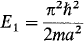 E₁ = π²ħ² / 2ma²